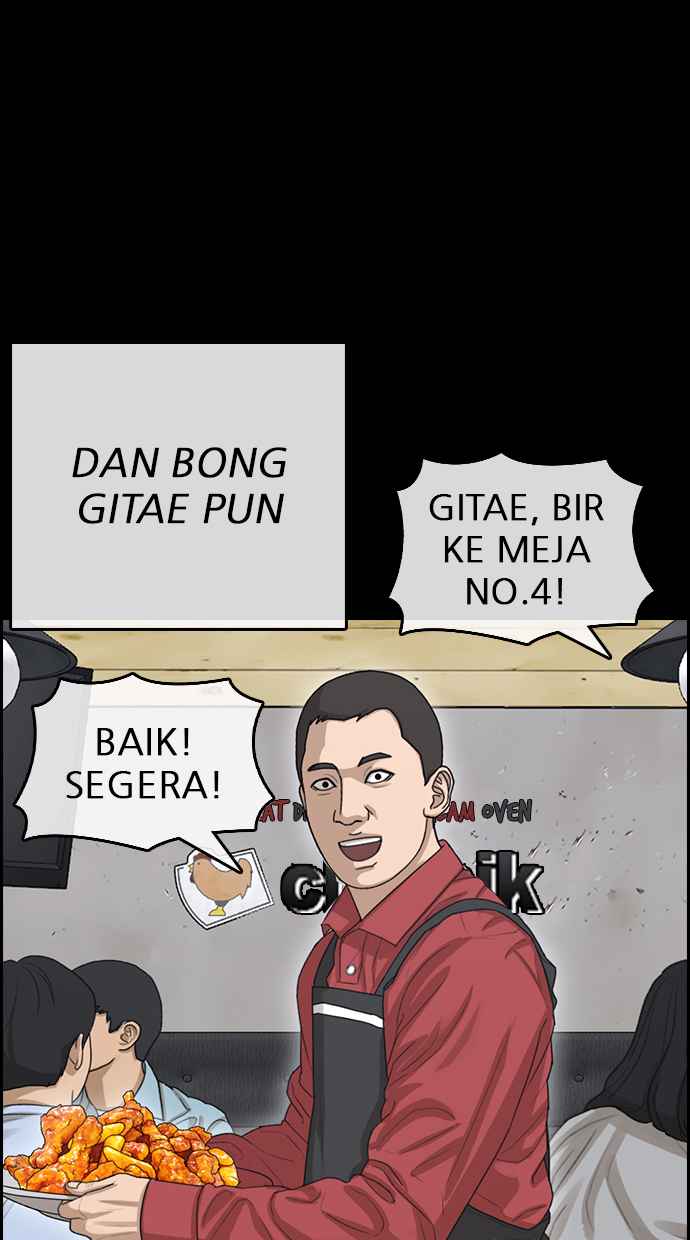 DAN BONG
GITAE PUN
GITAE, BIR
KE MEJA
NO.4!
BAIK!
SEGERA!
OVEN